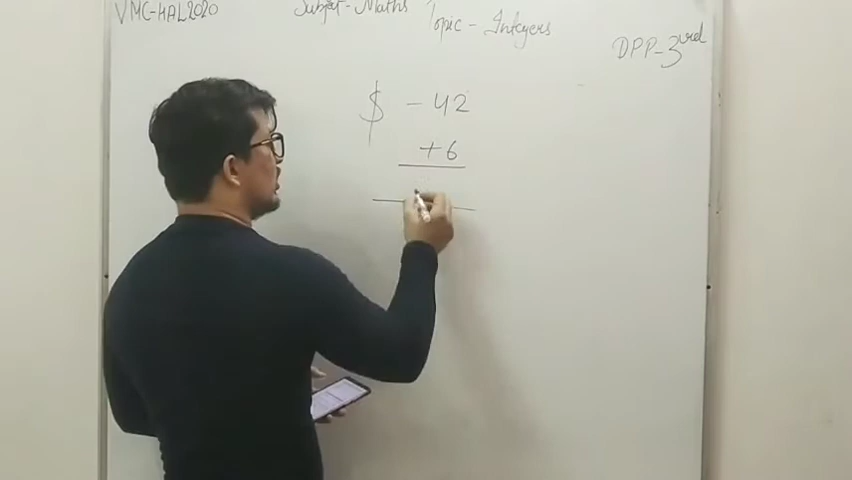 VMC-HAL2020 Subject-Maths Topic - Integers
DPP-3rd
$ - 42
+6